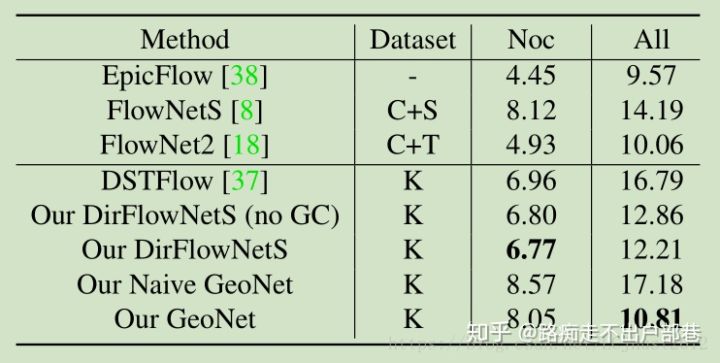 Method Dataset Noc All
EpicFlow [38] - 4.45 9.57
FlowNetS [8] C+S 8.12 14.19
FlowNet2 [18] C+T 4.93 10.06
DSTFlow [37] K 6.96 16.79
Our DirFlowNetS (no GC) K 6.80 12.86
Our DirFlowNetS K 6.77 12.21
Our Naive GeoNet K 8.57 17.18
Our GeoNet K 8.05 10.81
知乎 @路痴走不出户部巷